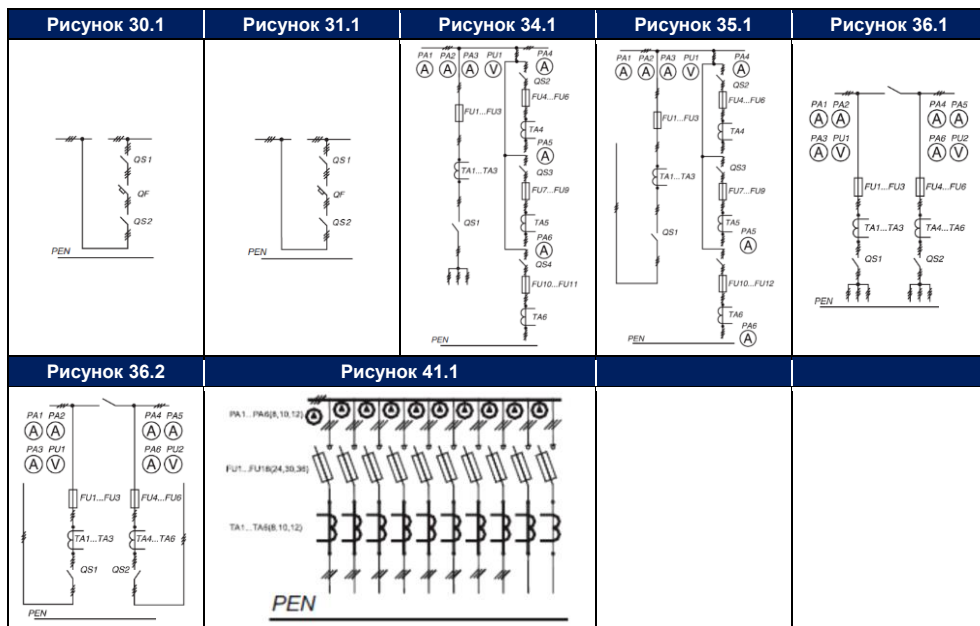 Рисунок 30.1
Рисунок 31.1
Рисунок 34.1
Рисунок 35.1
Рисунок 36.1
QS1
QF
QS2
PEN
QS1
QF
QS2
PEN
PA1 PA2 PA3 PU1 PA4
A A A V A
QS2
FU1...FU3
FU4...FU6
TA4
PA5
A
TA1...TA3
QS3
FU7...FU9
QS1
TA5
PA6
A
QS4
FU10...FU11
TA6
PEN
PA1 PA2 PA3 PU1 PA4
A A A V A
QS2
FU1...FU3
FU4...FU6
TA4
TA1...TA3
QS3
FU7...FU9
QS1
TA5
PA5
A
FU10...FU12
TA6
PA6
A
PEN
PA1 PA2 PA4 PA5
A A A A
PA3 PU1 PA6 PU2
A V A V
FU1...FU3 FU4...FU6
TA1...TA3 TA4...TA6
QS1 QS2
PEN
Рисунок 36.2
Рисунок 41.1
PA1 PA2 PA4 PA5
A A A A
PA3 PU1 PA6 PU2
A V A V
FU1...FU3 FU4...FU6
TA1...TA3 TA4...TA6
QS1 QS2
PEN
PA1... PA6(8,10,12)
FU1...FU18(24,30,36)
TA1...TA6(8,10,12)
PEN